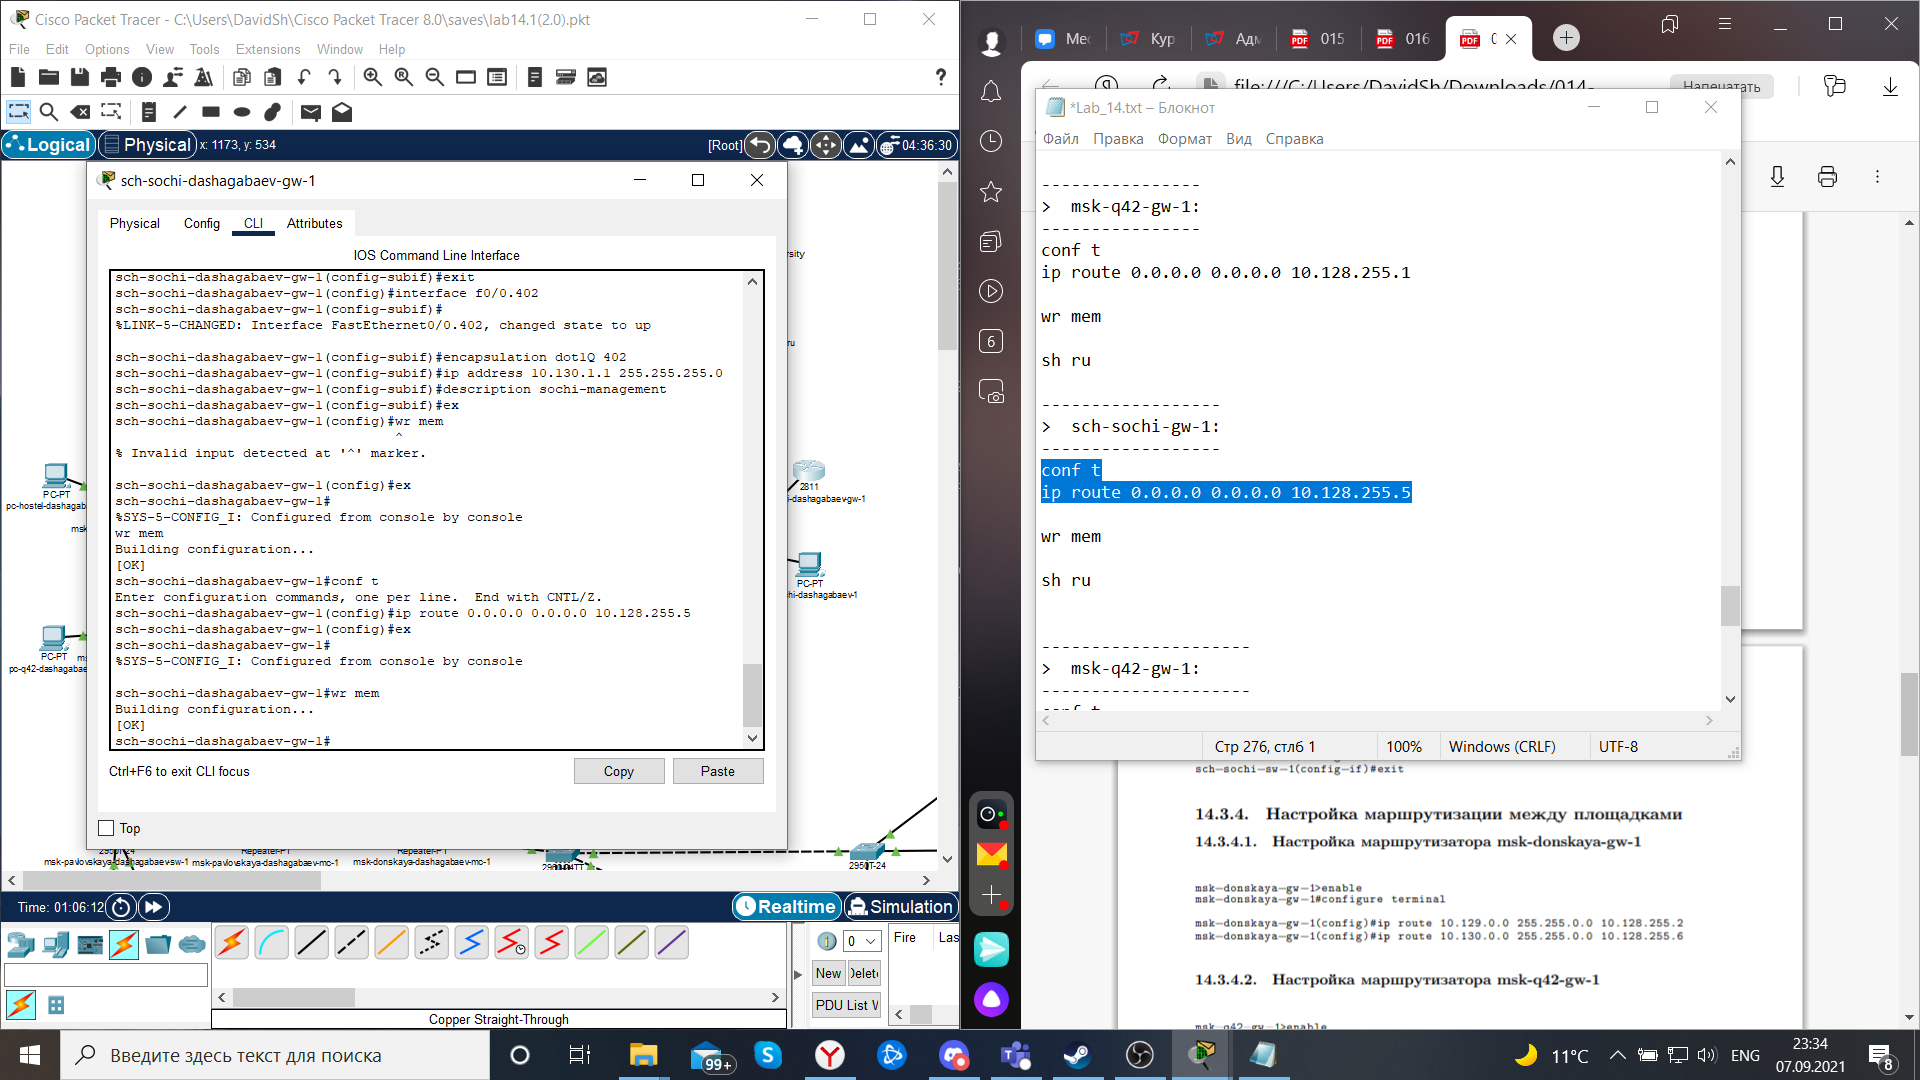 Cisco Packet Tracer - C:\Users\DavidSh\Cisco Packet Tracer 8.0\saves\lab14.1(2.0).pkt
File Edit Options View Tools Extensions Window Help
Logical Physical x: 1173, y: 534 [Root] 04:36:30
sch-sochi-dashagabaev-gw-1
Physical Config CLI Attributes
IOS Command Line Interface
sch-sochi-dashagabaev-gw-1(config-subif)#exit
sch-sochi-dashagabaev-gw-1(config)#interface f0/0.402
sch-sochi-dashagabaev-gw-1(config-subif)#
%LINK-5-CHANGED: Interface FastEthernet0/0.402, changed state to up
sch-sochi-dashagabaev-gw-1(config-subif)#encapsulation dot1Q 402
sch-sochi-dashagabaev-gw-1(config-subif)#ip address 10.130.1.1 255.255.255.0
sch-sochi-dashagabaev-gw-1(config-subif)#description sochi-management
sch-sochi-dashagabaev-gw-1(config-subif)#ex
sch-sochi-dashagabaev-gw-1(config)#wr mem
^
% Invalid input detected at '^' marker.
sch-sochi-dashagabaev-gw-1(config)#ex
sch-sochi-dashagabaev-gw-1#
%SYS-5-CONFIG_I: Configured from console by console
wr mem
Building configuration...
[OK]
sch-sochi-dashagabaev-gw-1#conf t
Enter configuration commands, one per line. End with CNTL/Z.
sch-sochi-dashagabaev-gw-1(config)#ip route 0.0.0.0 0.0.0.0 10.128.255.5
sch-sochi-dashagabaev-gw-1(config)#ex
sch-sochi-dashagabaev-gw-1#
%SYS-5-CONFIG_I: Configured from console by console
sch-sochi-dashagabaev-gw-1#wr mem
Building configuration...
[OK]
sch-sochi-dashagabaev-gw-1#
Ctrl+F6 to exit CLI focus Copy Paste
Top
rsity
ru
PC-PT
pc-hostel-dashagab
msk
PC-PT ms
pc-q42-dashagabae
2811
i-dashagabaev-gw-1
PC-PT
hi-dashagabaev-1
2950T-24 Repeater-PT Repeater-PT
msk-pavlovskaya-dashagabaev-sw-1 msk-pavlovskaya-dashagabaev-mc-1 msk-donskaya-dashagabaev-mc-1
2950T-24
Time: 01:06:12 Realtime Simulation
0 Fire Las
New Delete
PDU List W
Copper Straight-Through
Мес Кур Адм 015 016 0
file:///C:/Users/DavidSh/Downloads/014- Напечатать
6
*Lab_14.txt – Блокнот
Файл Правка Формат Вид Справка
----------------
> msk-q42-gw-1:
----------------
conf t
ip route 0.0.0.0 0.0.0.0 10.128.255.1
wr mem
sh ru
------------------
> sch-sochi-gw-1:
------------------
conf t
ip route 0.0.0.0 0.0.0.0 10.128.255.5
wr mem
sh ru
---------------------
> msk-q42-gw-1:
---------------------
conf t
Стр 276, стлб 1 100% Windows (CRLF) UTF-8
sch-sochi-sw-1(config-if)#exit
14.3.4. Настройка маршрутизации между площадками
14.3.4.1. Настройка маршрутизатора msk-donskaya-gw-1
msk-donskaya-gw-1>enable
msk-donskaya-gw-1#configure terminal
msk-donskaya-gw-1(config)#ip route 10.129.0.0 255.255.0.0 10.128.255.2
msk-donskaya-gw-1(config)#ip route 10.130.0.0 255.255.0.0 10.128.255.6
14.3.4.2. Настройка маршрутизатора msk-q42-gw-1
msk-q42-gw-1>enable
Введите здесь текст для поиска
99+
11°C ENG
23:34
07.09.2021
8